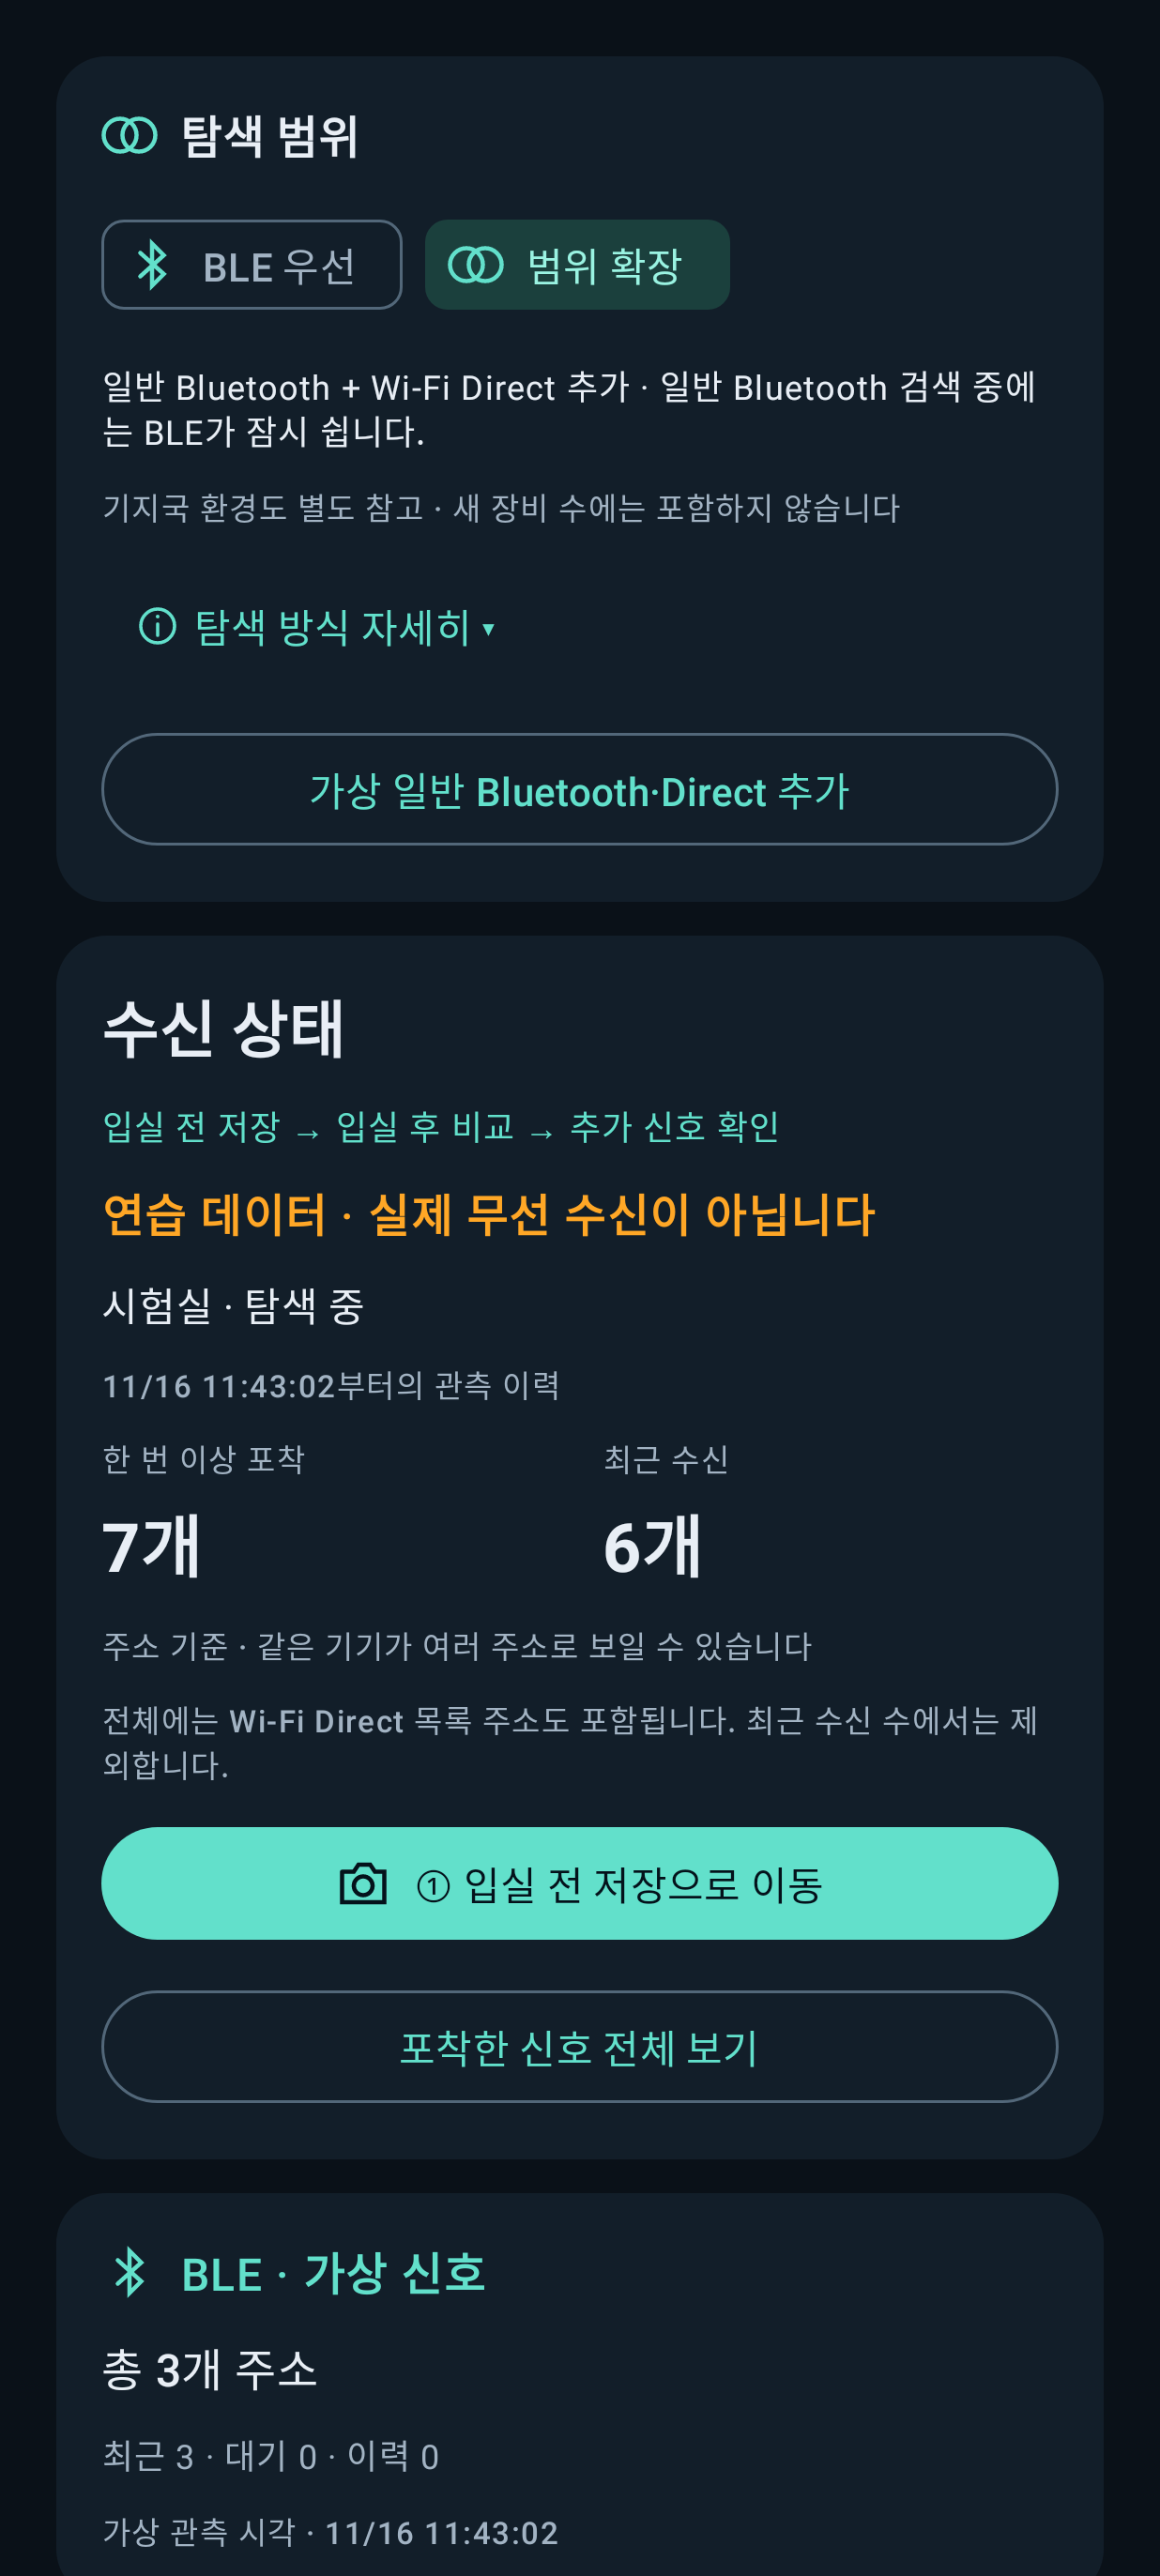 탐색 범위
BLE 우선
범위 확장
일반 Bluetooth + Wi-Fi Direct 추가 · 일반 Bluetooth 검색 중에
는 BLE가 잠시 쉽니다.
기지국 환경도 별도 참고 · 새 장비 수에는 포함하지 않습니다
탐색 방식 자세히 ▾
가상 일반 Bluetooth·Direct 추가
수신 상태
입실 전 저장 → 입실 후 비교 → 추가 신호 확인
연습 데이터 · 실제 무선 수신이 아닙니다
시험실 · 탐색 중
11/16 11:43:02부터의 관측 이력
한 번 이상 포착
최근 수신
7개
6개
주소 기준 · 같은 기기가 여러 주소로 보일 수 있습니다
전체에는 Wi-Fi Direct 목록 주소도 포함됩니다. 최근 수신 수에서는 제
외합니다.
① 입실 전 저장으로 이동
포착한 신호 전체 보기
BLE · 가상 신호
총 3개 주소
최근 3 · 대기 0 · 이력 0
가상 관측 시각 · 11/16 11:43:02